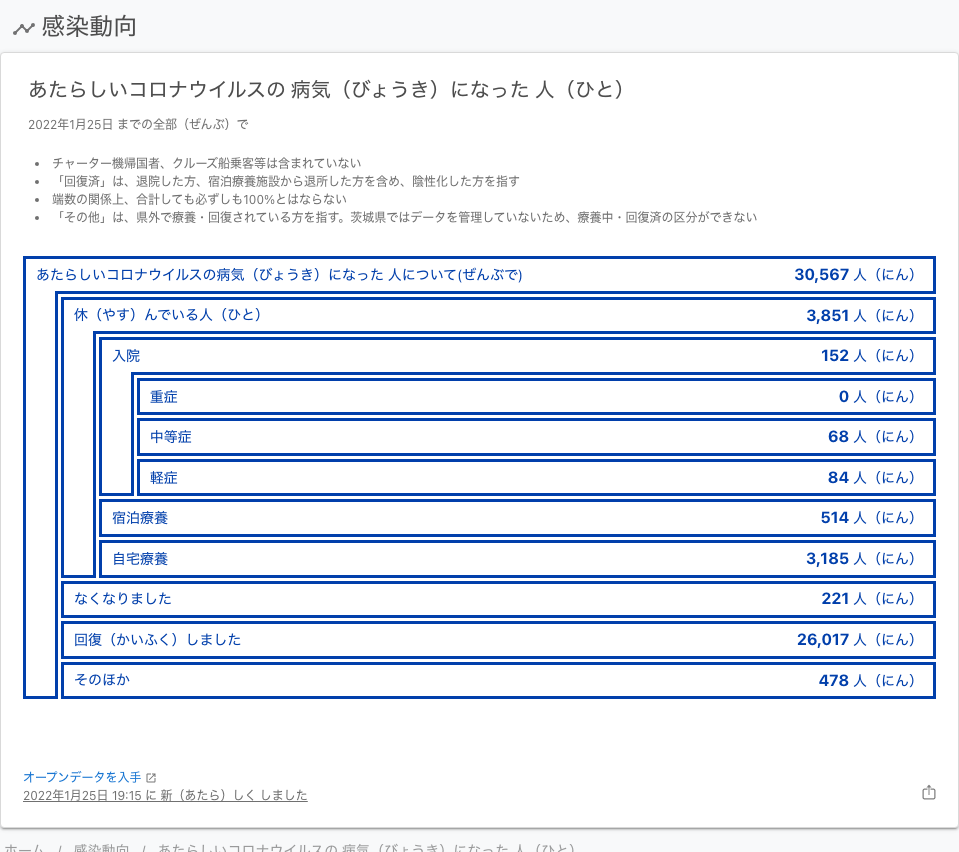 感染動向
あたらしいコロナウイルスの 病気（びょうき）になった 人（ひと）
2022年1月25日 までの全部（ぜんぶ）で
• チャーター機帰国者、クルーズ船乗客等は含まれていない
• 「回復済」は、退院した方、宿泊療養施設から退所した方を含め、陰性化した方を指す
• 端数の関係上、合計しても必ずしも100%とはならない
• 「その他」は、県外で療養・回復されている方を指す。茨城県ではデータを管理していないため、療養中・回復済の区分ができない
あたらしいコロナウイルスの病気（びょうき）になった 人について(ぜんぶで) 30,567 人（にん）
休（やす）んでいる人（ひと） 3,851 人（にん）
入院 152 人（にん）
重症 0 人（にん）
中等症 68 人（にん）
軽症 84 人（にん）
宿泊療養 514 人（にん）
自宅療養 3,185 人（にん）
なくなりました 221 人（にん）
回復（かいふく）しました 26,017 人（にん）
そのほか 478 人（にん）
オープンデータを入手
2022年1月25日 19:15 に 新（あたら）しく しました
ホーム / 感染動向 / あたらしいコロナウイルスの 病気（びょうき）になった 人（ひと）